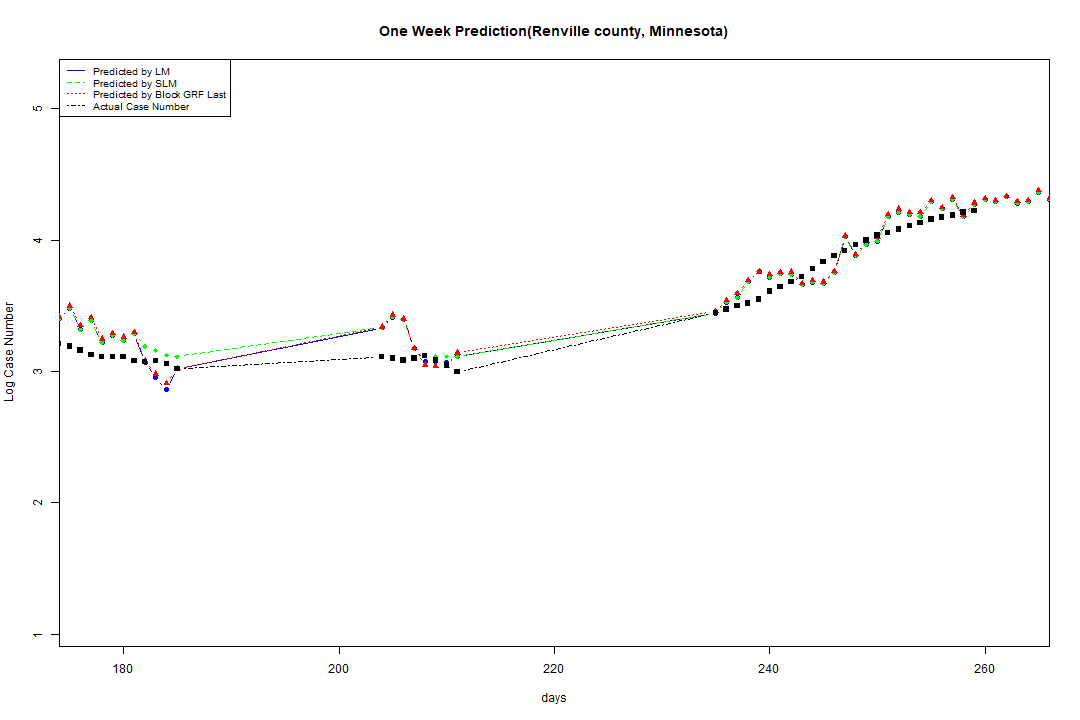 One Week Prediction(Renville county, Minnesota)
Predicted by LM
Predicted by SLM
Predicted by Block GRF Last
Actual Case Number
5
4
3
2
1
Log Case Number
180 200 220 240 260
days